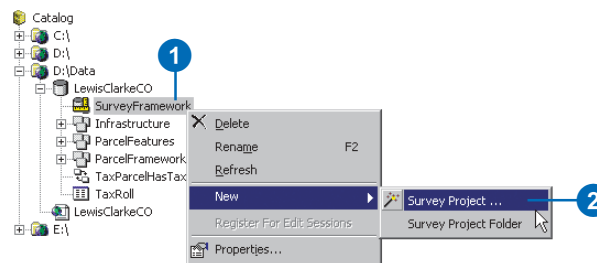 Catalog
C:\
D:\
D:\Data
1
LewisClarkeCO
SurveyFramework
Infrastructure
ParcelFeatures
ParcelFramework
TaxParcelHasTax
TaxRoll
LewisClarkeCO
E:\
Delete
Rename F2
Refresh
New
Register For Edit Sessions
Properties...
Survey Project ...
2
Survey Project Folder